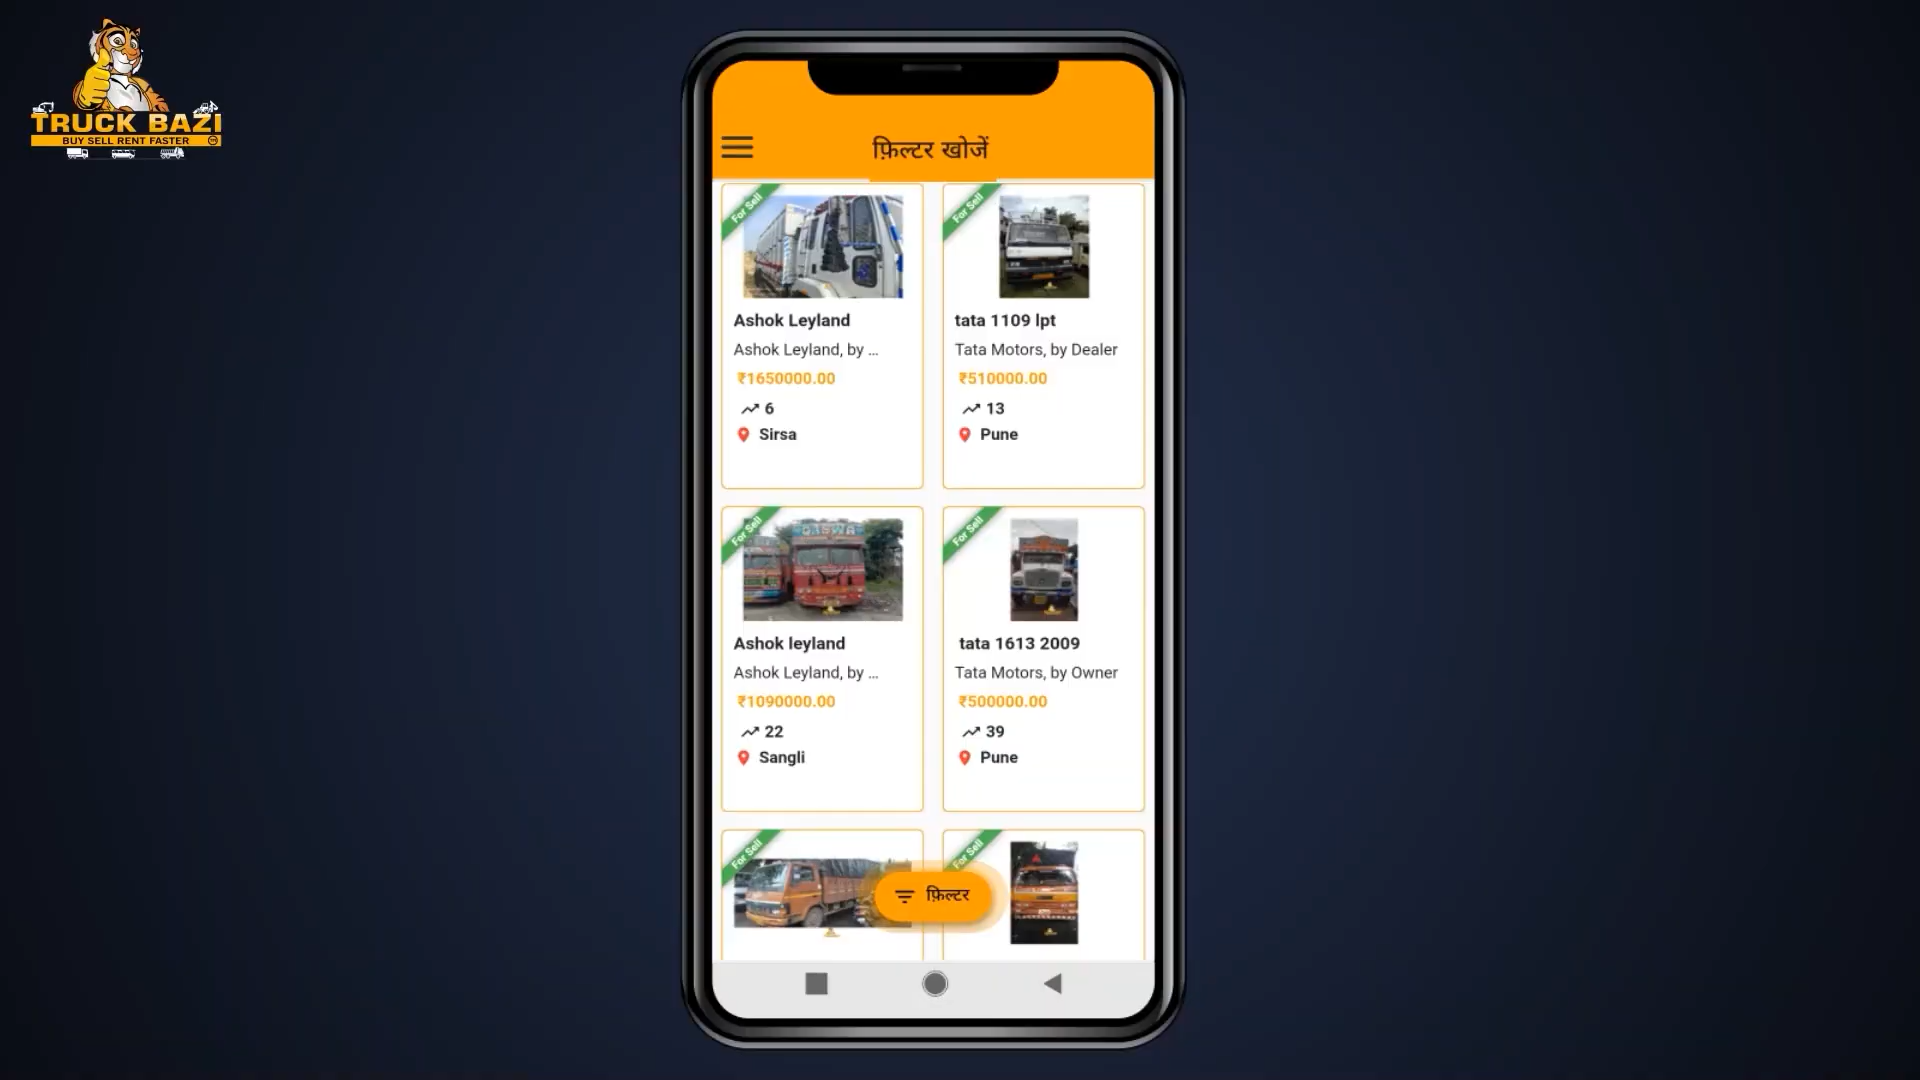 TRUCK BAZI
BUY SELL RENT FASTER
फ़िल्टर खोजें
For Sell
Ashok Leyland
Ashok Leyland, by ...
₹1650000.00
6
Sirsa
For Sell
tata 1109 lpt
Tata Motors, by Dealer
₹510000.00
13
Pune
For Sell
Ashok leyland
Ashok Leyland, by ...
₹1090000.00
22
Sangli
For Sell
tata 1613 2009
Tata Motors, by Owner
₹500000.00
39
Pune
For Sell
For Sell
फ़िल्टर